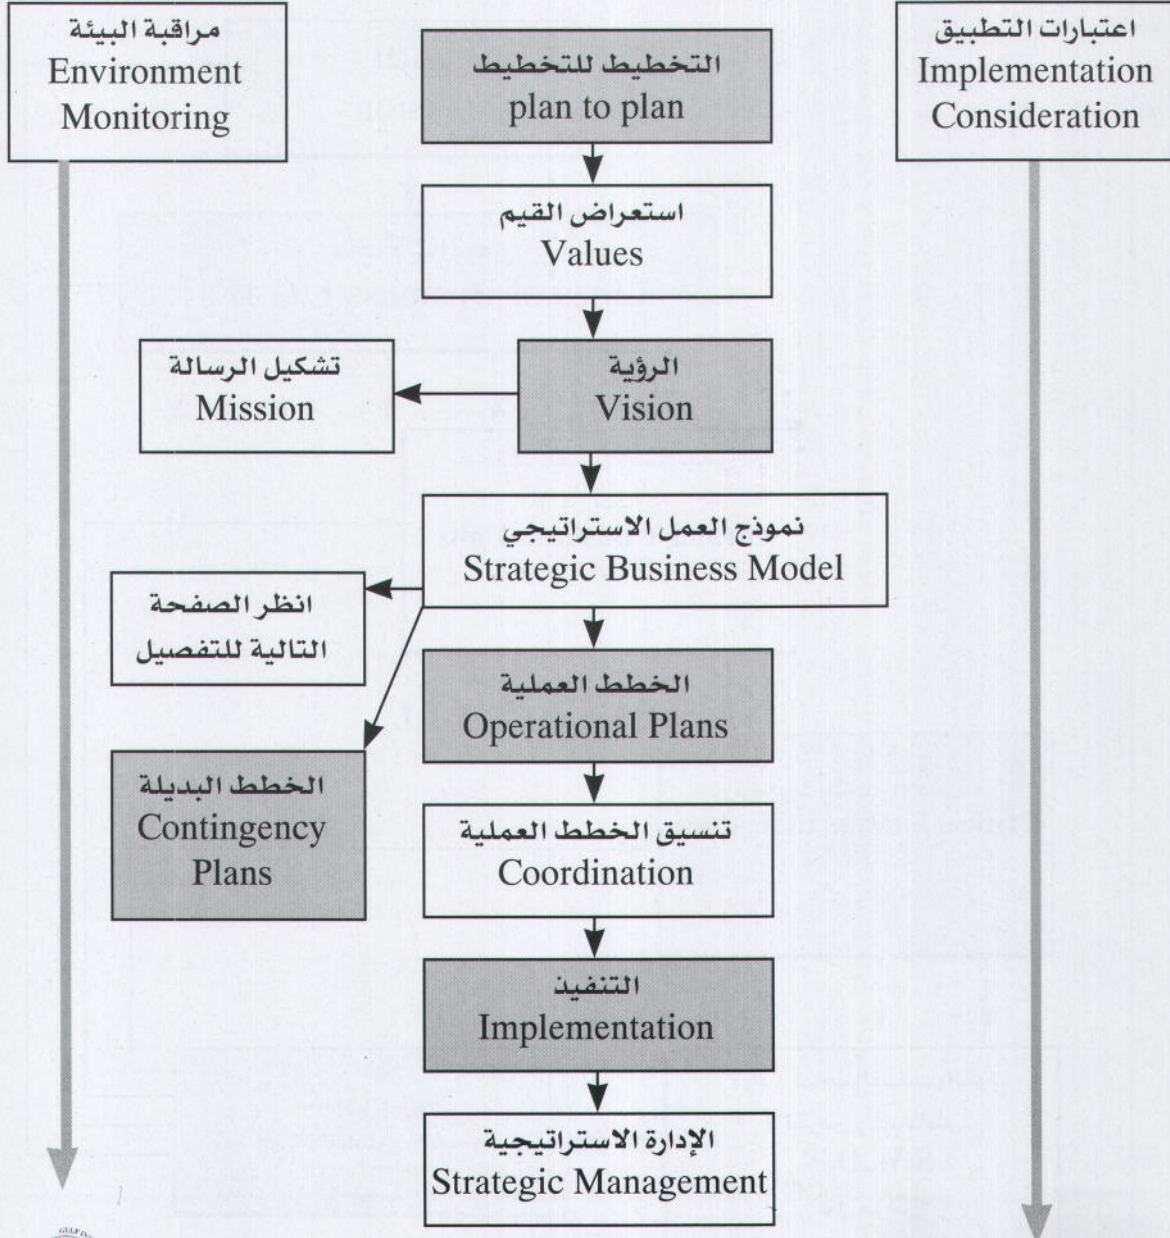 مراقبة البيئة
Environment
Monitoring
التخطيط للتخطيط
plan to plan
اعتبارات التطبيق
Implementation
Consideration
استعراض القيم
Values
تشكيل الرسالة
Mission
الرؤية
Vision
نموذج العمل الاستراتيجي
Strategic Business Model
انظر الصفحة
التالية للتفصيل
الخطط العملية
Operational Plans
الخطط البديلة
Contingency
Plans
تنسيق الخطط العملية
Coordination
التنفيذ
Implementation
الإدارة الاستراتيجية
Strategic Management